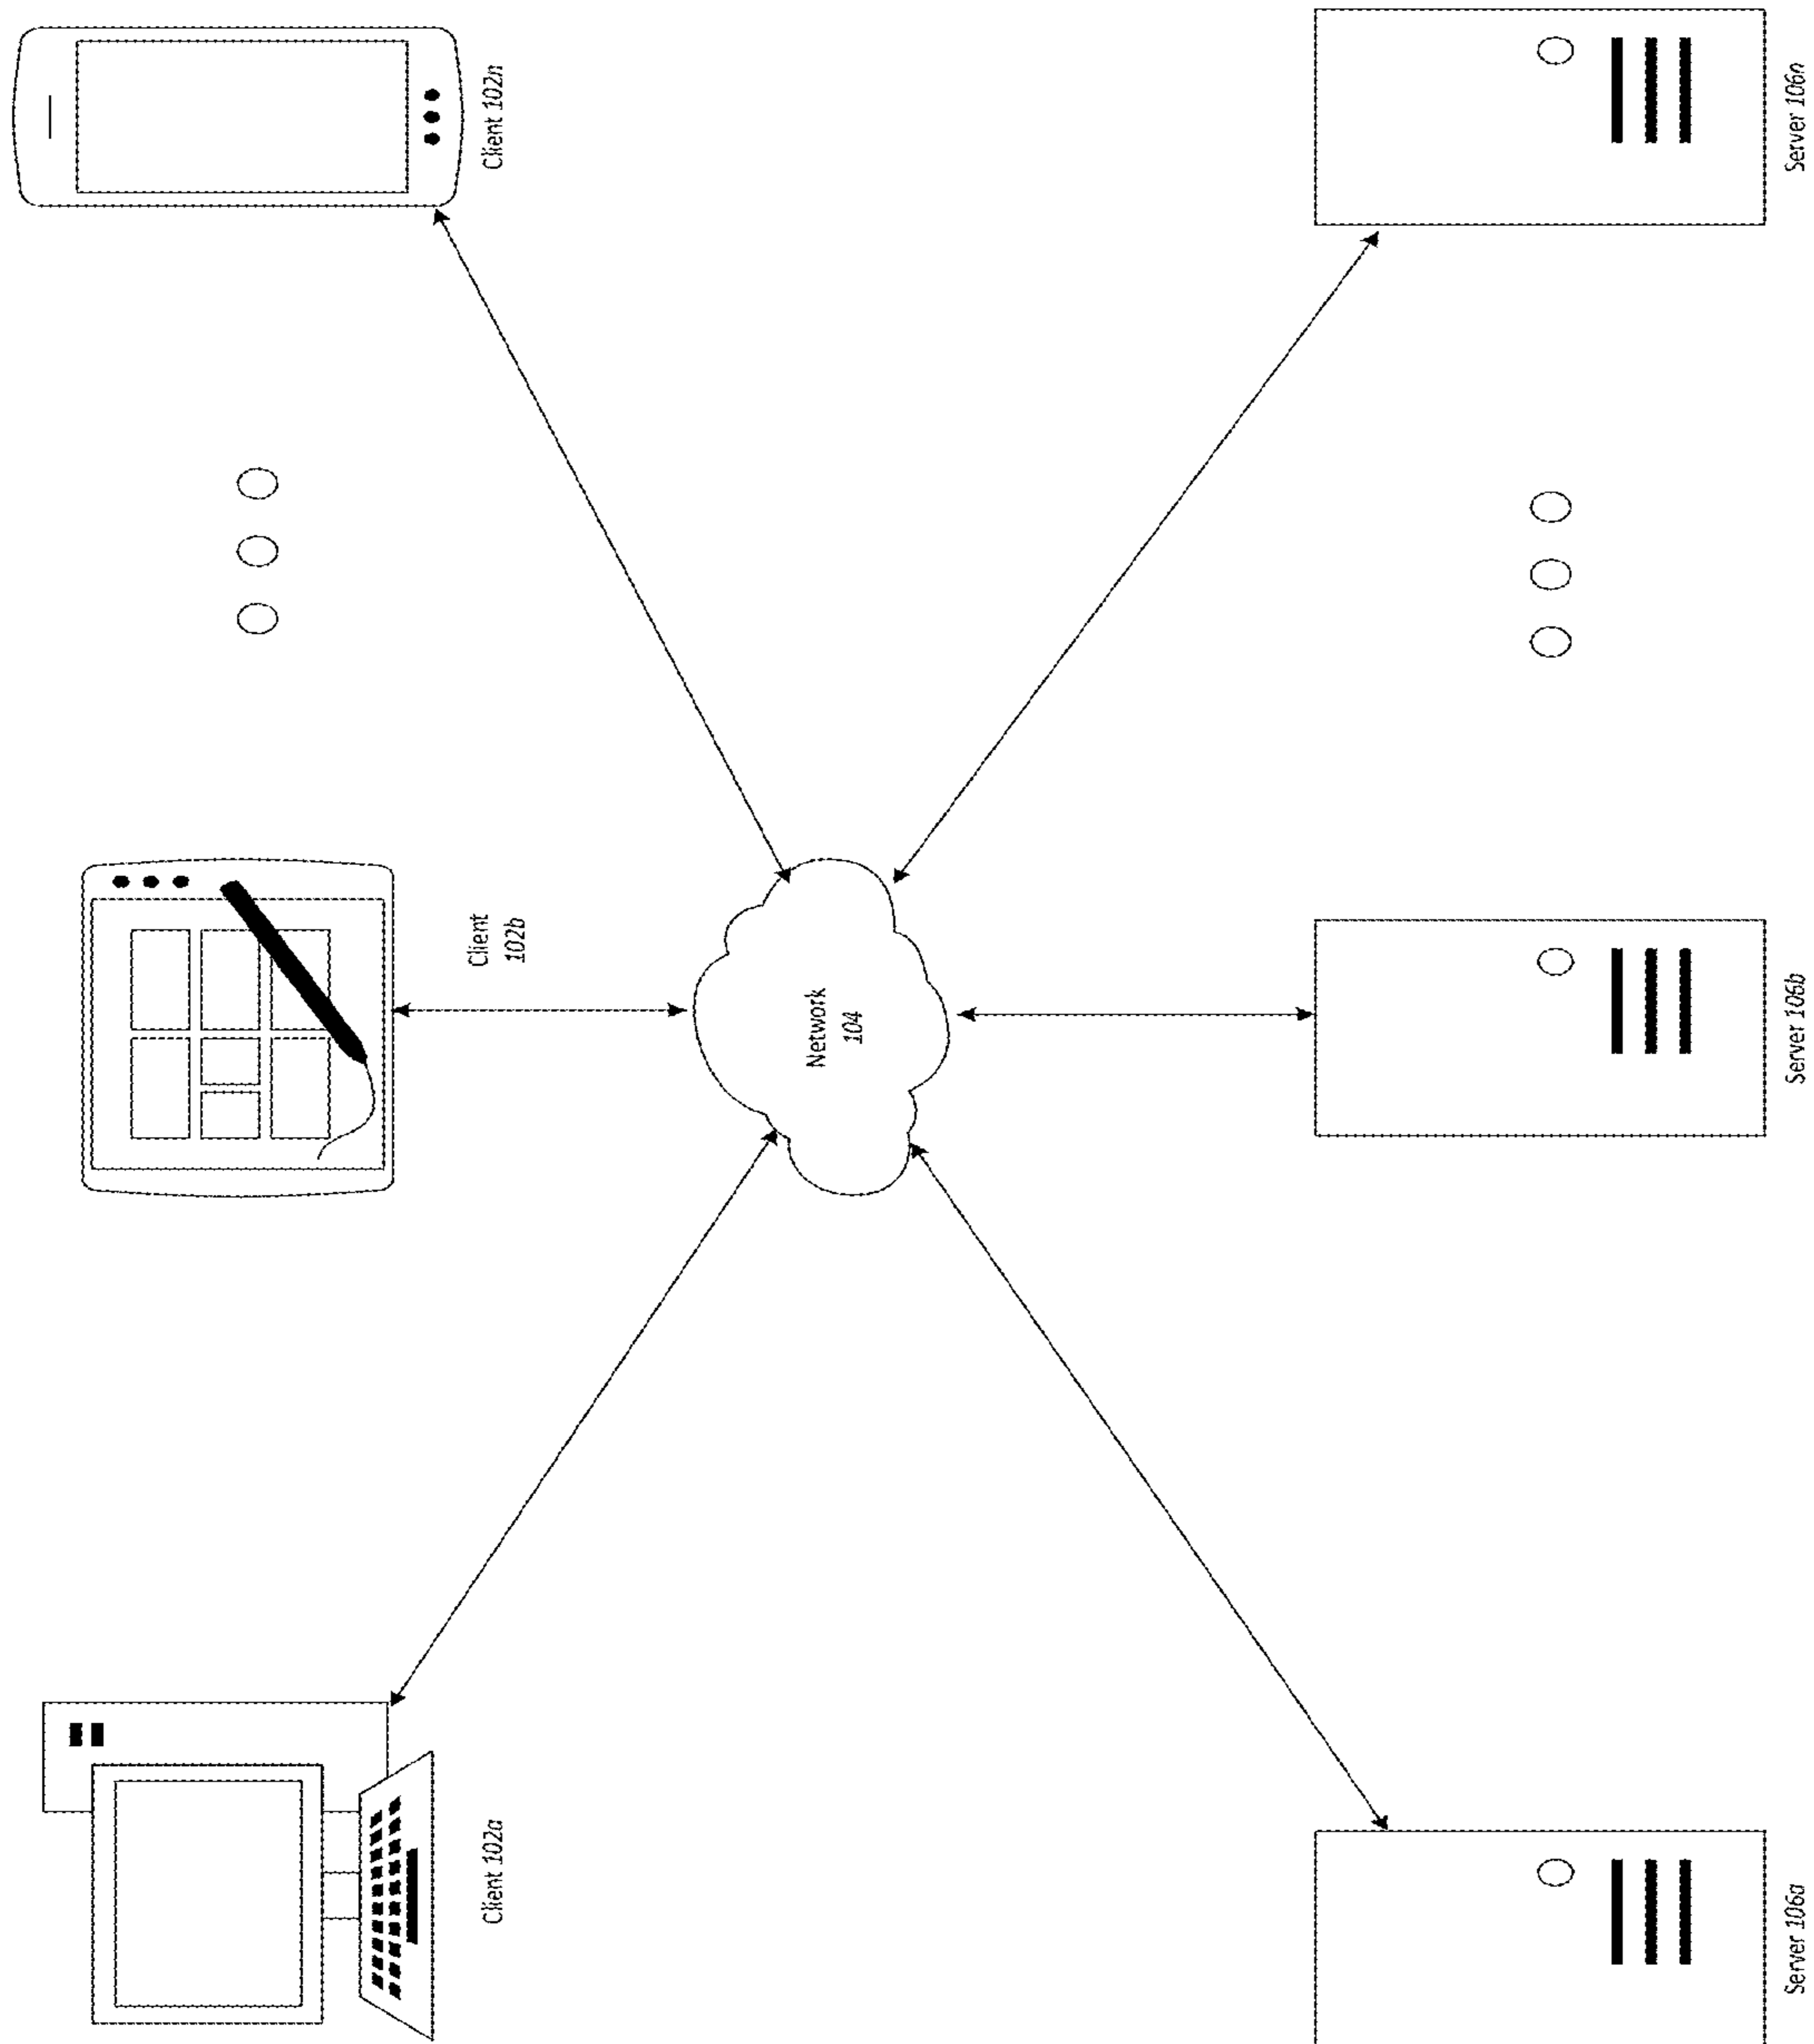 Client 102a
Client
102b
Client 102n
Network
104
Server 106a
Server 106b
Server 106n